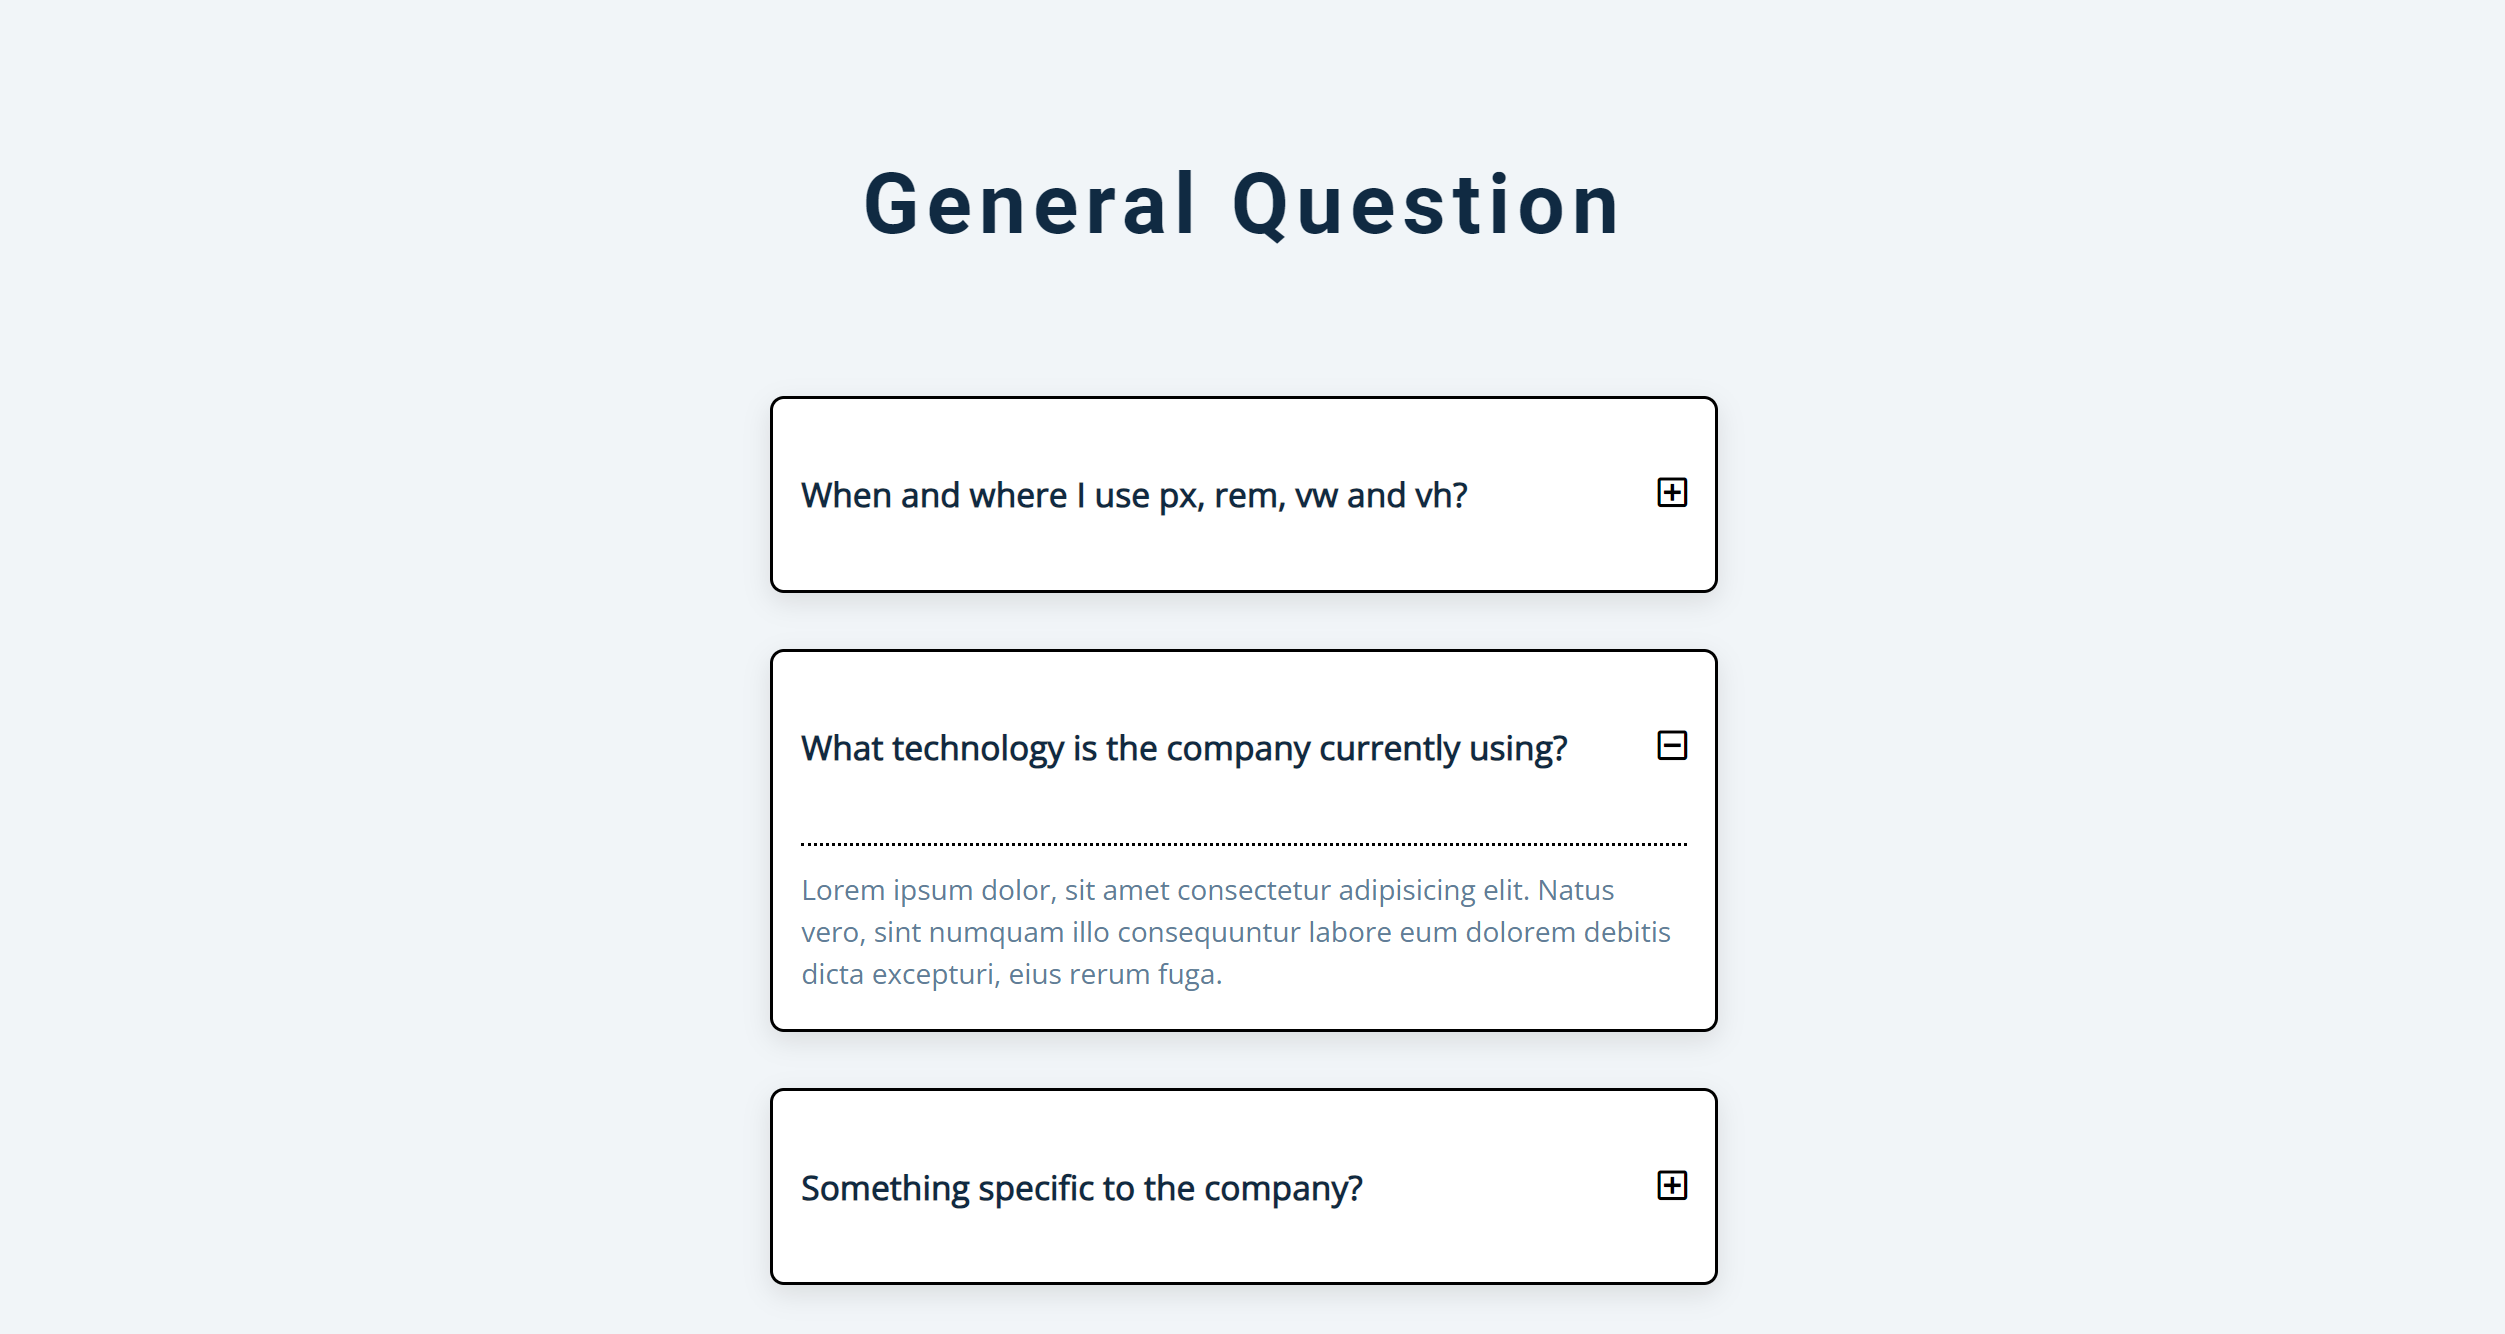 General Question
When and where I use px, rem, vw and vh?
What technology is the company currently using?
Lorem ipsum dolor, sit amet consectetur adipisicing elit. Natus
vero, sint numquam illo consequuntur labore eum dolorem debitis
dicta excepturi, eius rerum fuga.
Something specific to the company?